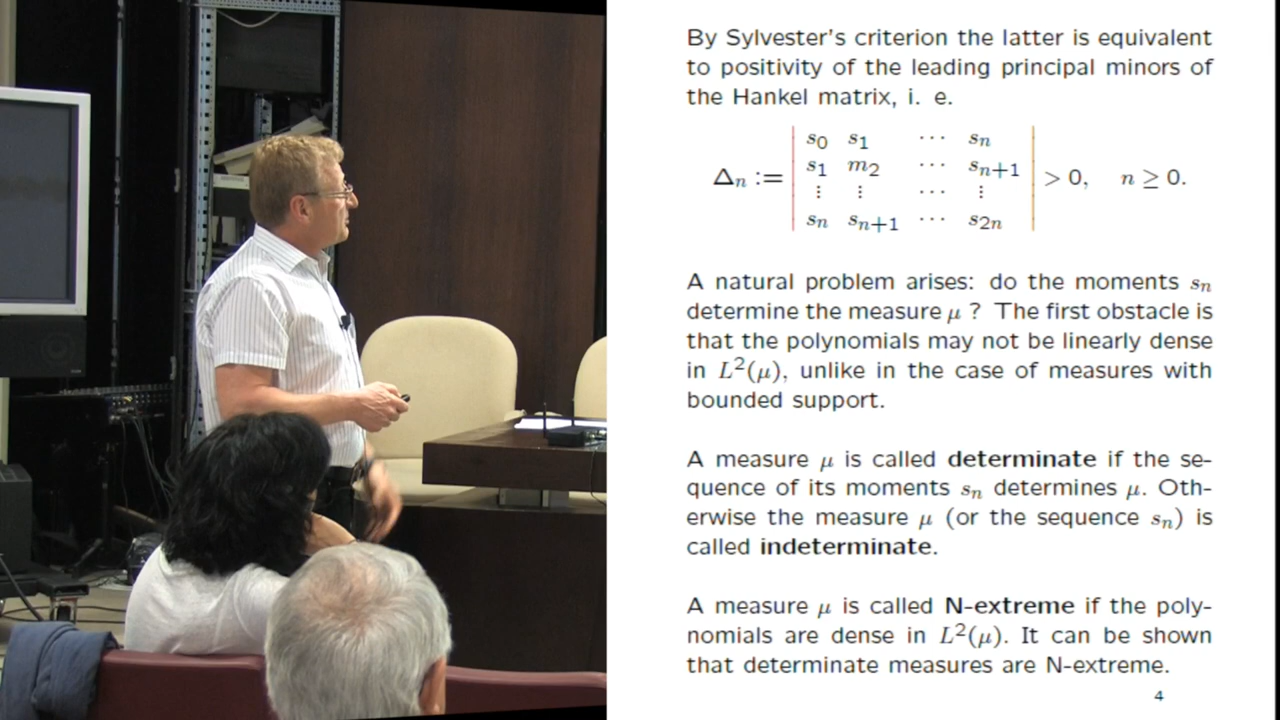 By Sylvester's criterion the latter is equivalent
to positivity of the leading principal minors of
the Hankel matrix, i. e.
Δn := | s0 s1 ⋯ sn |
| s1 m2 ⋯ sn+1 |
| ⋮ ⋮ ⋯ ⋮ | > 0, n ≥ 0.
| sn sn+1 ⋯ s2n |
A natural problem arises: do the moments sn
determine the measure μ ? The first obstacle is
that the polynomials may not be linearly dense
in L²(μ), unlike in the case of measures with
bounded support.
A measure μ is called determinate if the se-
quence of its moments sn determines μ. Oth-
erwise the measure μ (or the sequence sn) is
called indeterminate.
A measure μ is called N-extreme if the poly-
nomials are dense in L²(μ). It can be shown
that determinate measures are N-extreme.
4